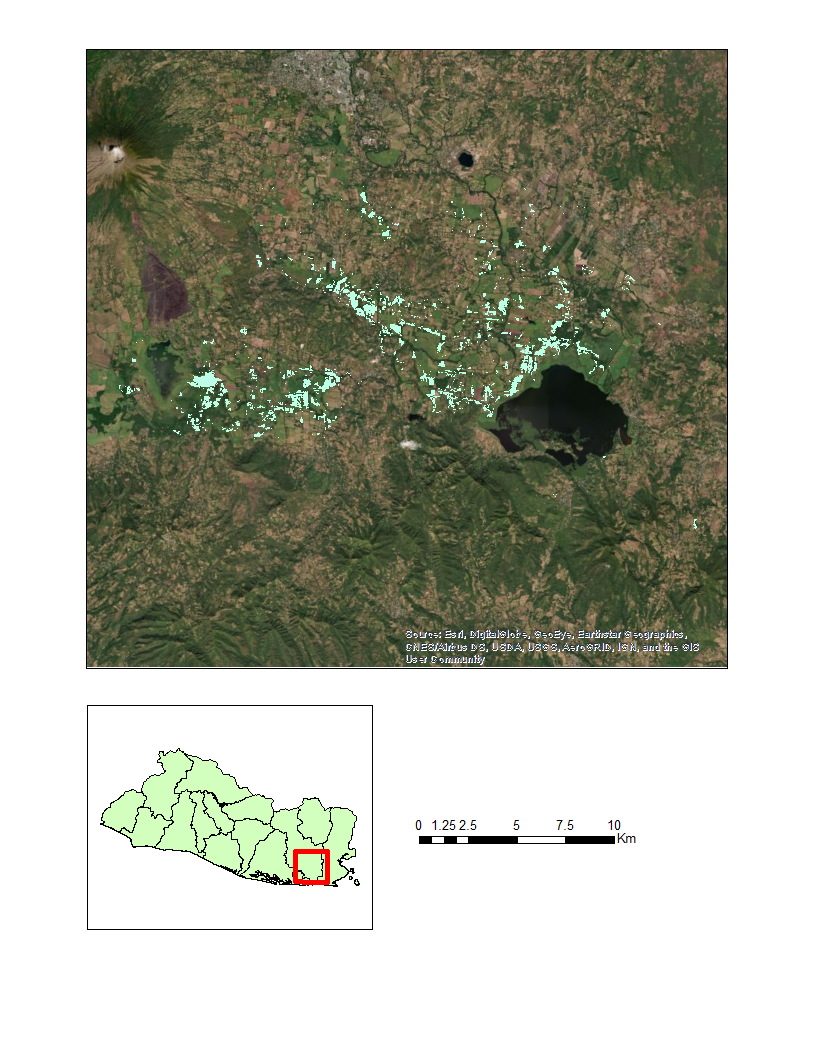 Source: Esri, DigitalGlobe, GeoEye, Earthstar Geographics,
CNES/Airbus DS, USDA, USGS, AeroGRID, IGN, and the GIS
User Community
0 1.25 2.5 5 7.5 10
Km